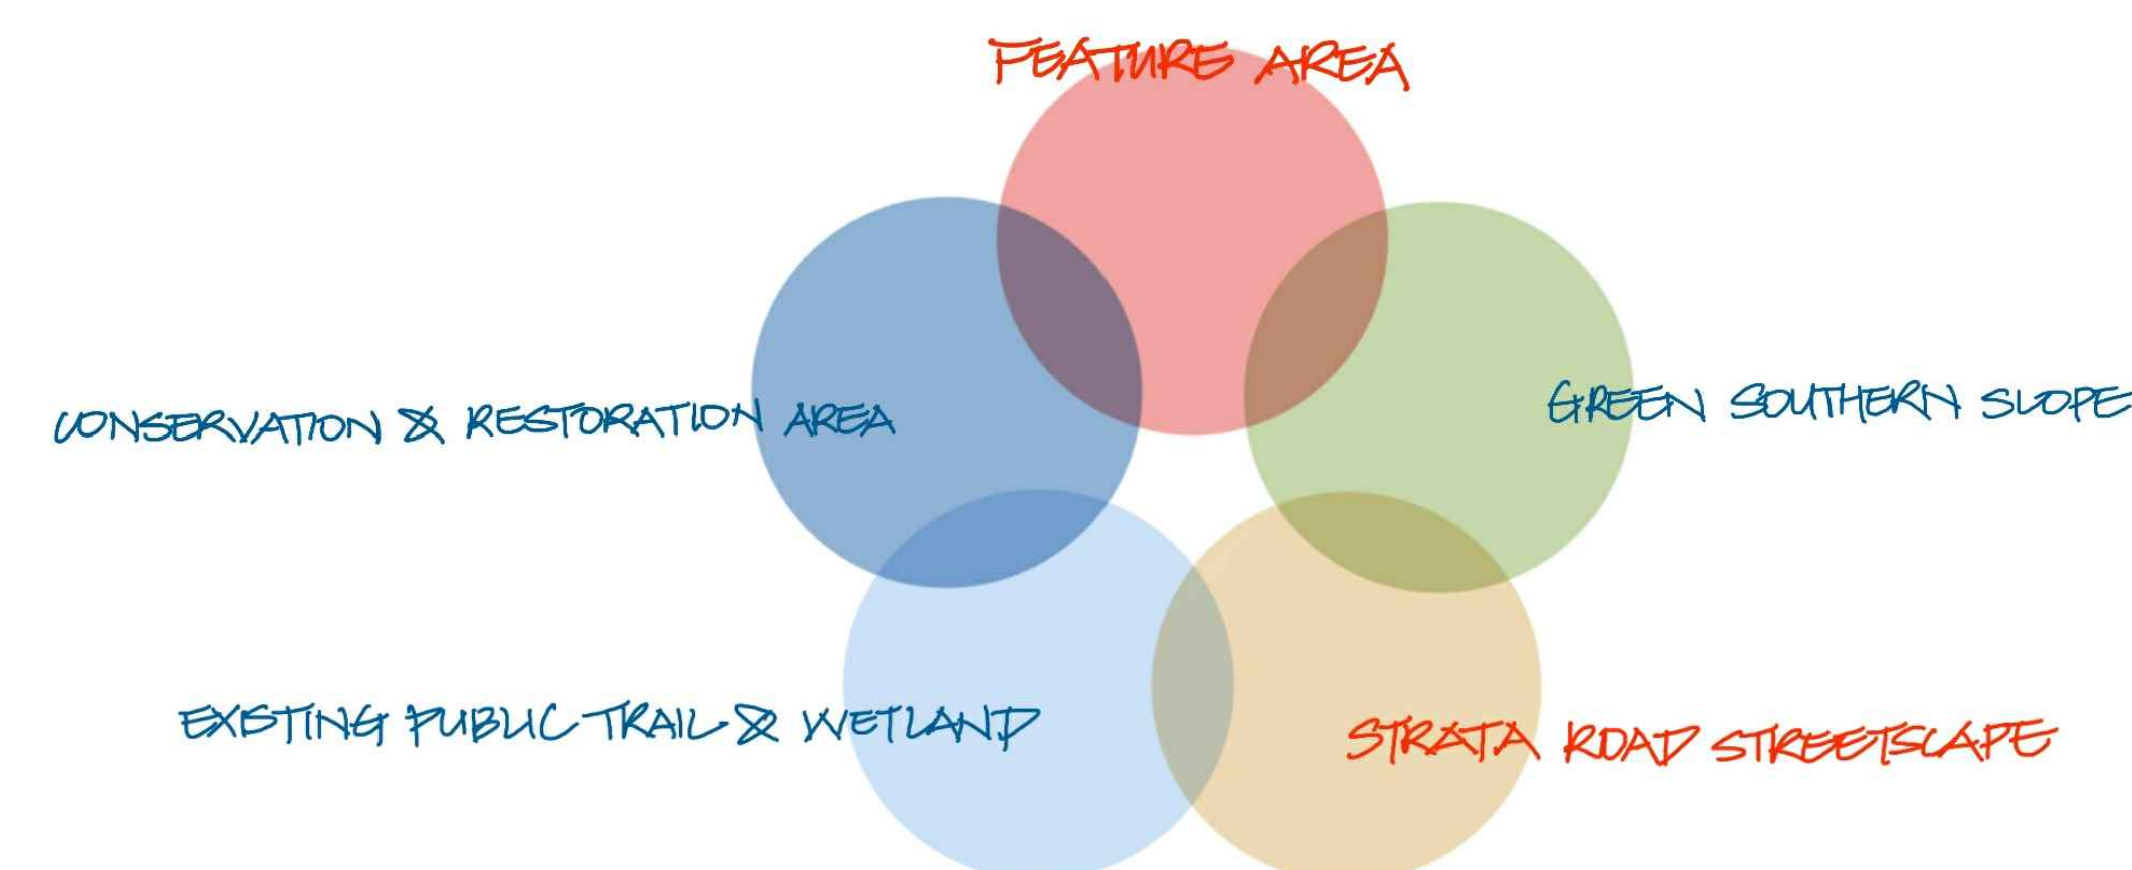 FEATURE AREA
CONSERVATION & RESTORATION AREA
GREEN SOUTHERN SLOPE
EXISTING PUBLIC TRAIL & WETLAND
STRATA ROAD STREETSCAPE